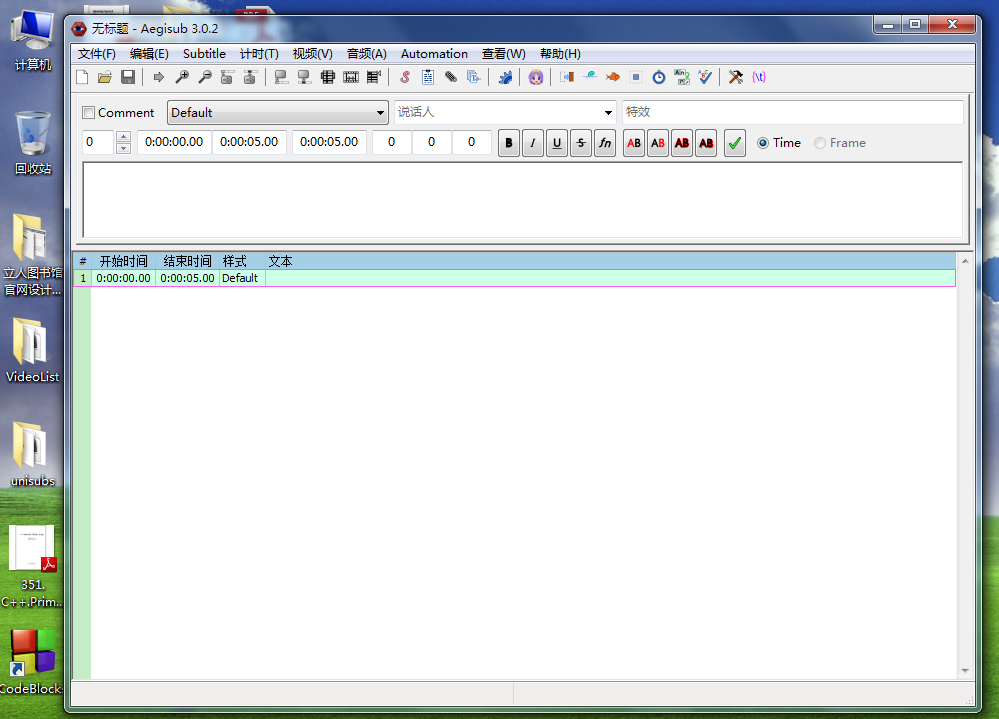 计算机
回收站
立人图书馆
官网设计...
VideoList
unisubs
351.
C++.Prim...
CodeBlocks
无标题 - Aegisub 3.0.2
文件(F) 编辑(E) Subtitle 计时(T) 视频(V) 音频(A) Automation 查看(W) 帮助(H)
Comment Default 说话人 特效
0 0:00:00.00 0:00:05.00 0:00:05.00 0 0 0 B I U S fn AB AB AB AB Time Frame
# 开始时间 结束时间 样式 文本
1 0:00:00.00 0:00:05.00 Default